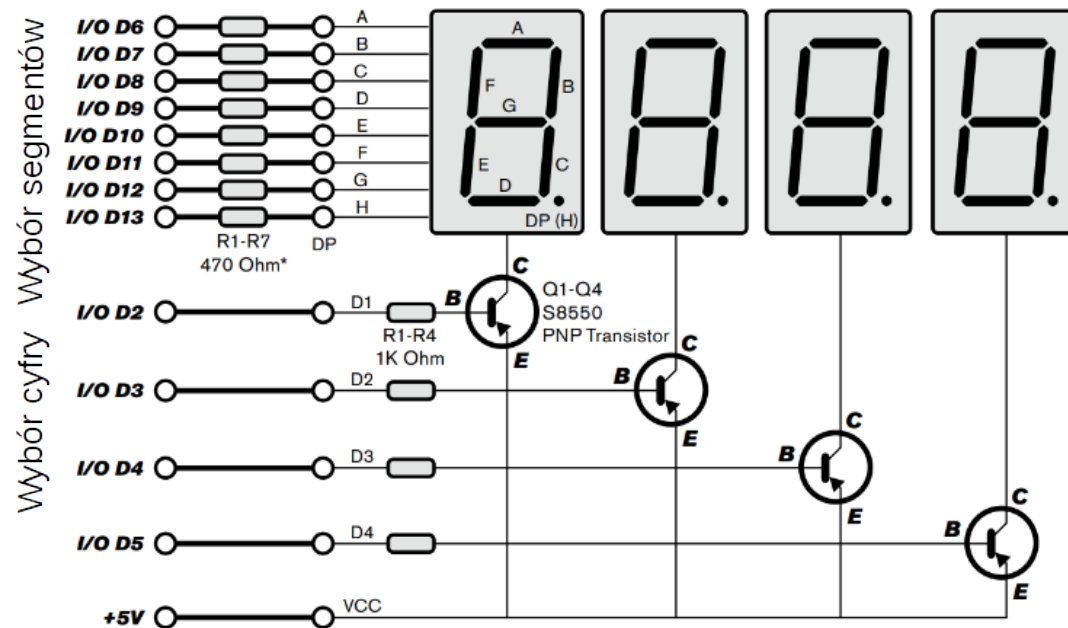 Wybór segmentów
I/O D6
A
I/O D7
B
I/O D8
C
I/O D9
D
I/O D10
E
I/O D11
F
I/O D12
G
I/O D13
H
R1-R7
470 Ohm*
DP
A
F
B
G
E
C
D
DP (H)
Wybór cyfry
I/O D2
D1
R1-R4
1K Ohm
B
C
E
Q1-Q4
S8550
PNP Transistor
I/O D3
D2
B
C
E
I/O D4
D3
B
C
E
I/O D5
D4
B
C
E
+5V
VCC